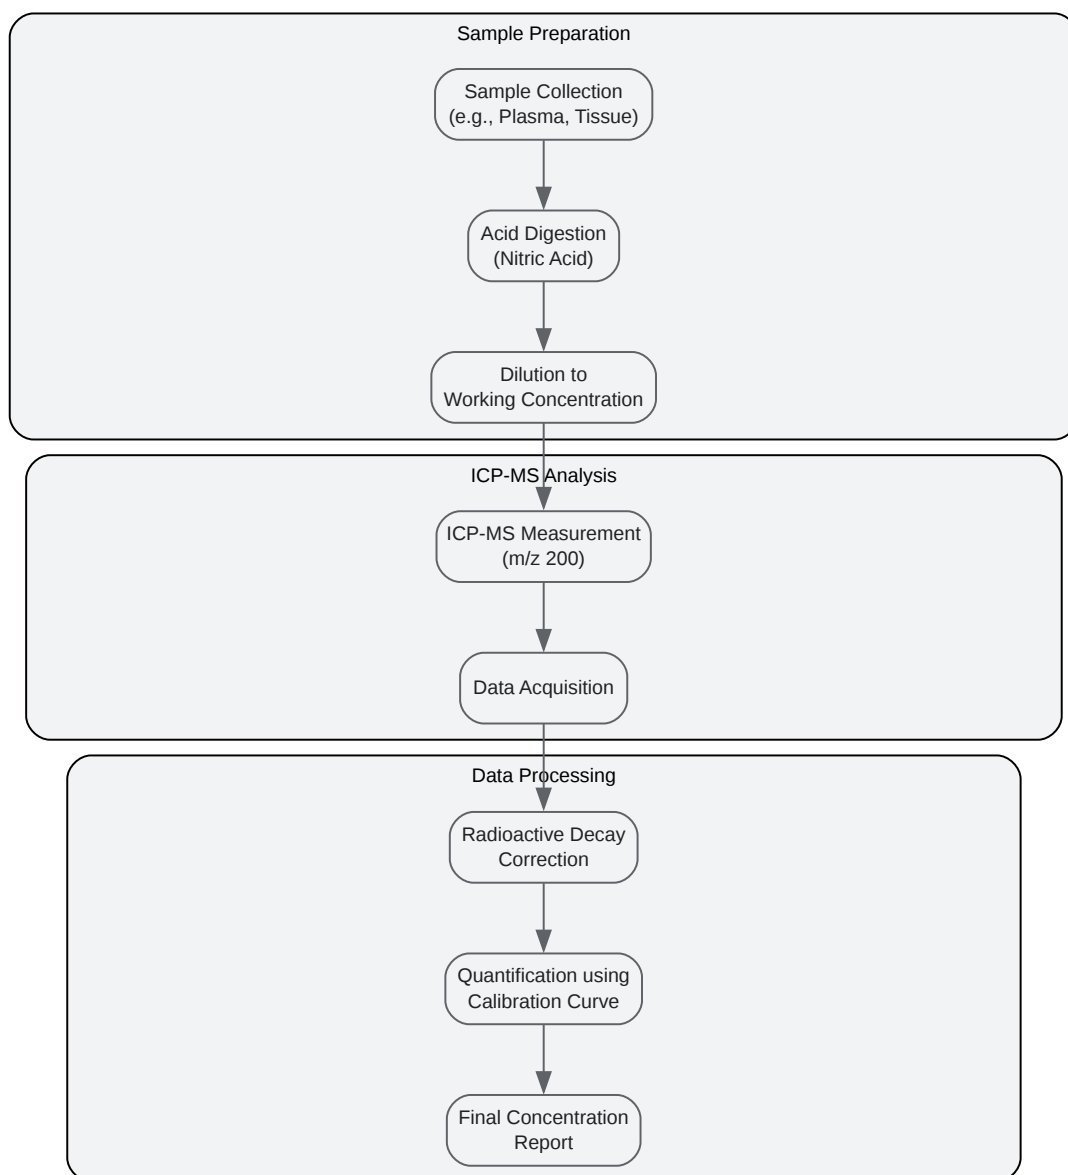 Sample Preparation
Sample Collection
(e.g., Plasma, Tissue)
Acid Digestion
(Nitric Acid)
Dilution to
Working Concentration
ICP-MS Analysis
ICP-MS Measurement
(m/z 200)
Data Acquisition
Data Processing
Radioactive Decay
Correction
Quantification using
Calibration Curve
Final Concentration
Report